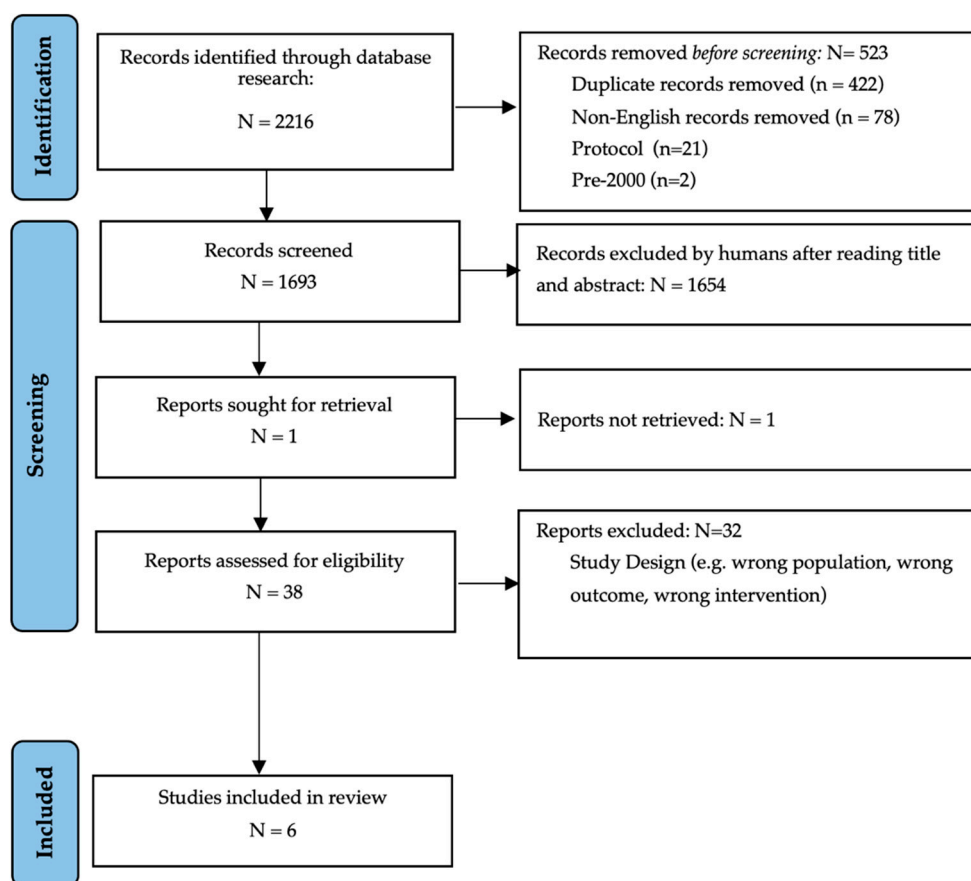 Identification
Records identified through database
research:
N = 2216
Records removed before screening: N= 523
Duplicate records removed (n = 422)
Non-English records removed (n = 78)
Protocol (n=21)
Pre-2000 (n=2)
Screening
Records screened
N = 1693
Records excluded by humans after reading title
and abstract: N = 1654
Reports sought for retrieval
N = 1
Reports not retrieved: N = 1
Reports assessed for eligibility
N = 38
Reports excluded: N=32
Study Design (e.g. wrong population, wrong
outcome, wrong intervention)
Included
Studies included in review
N = 6